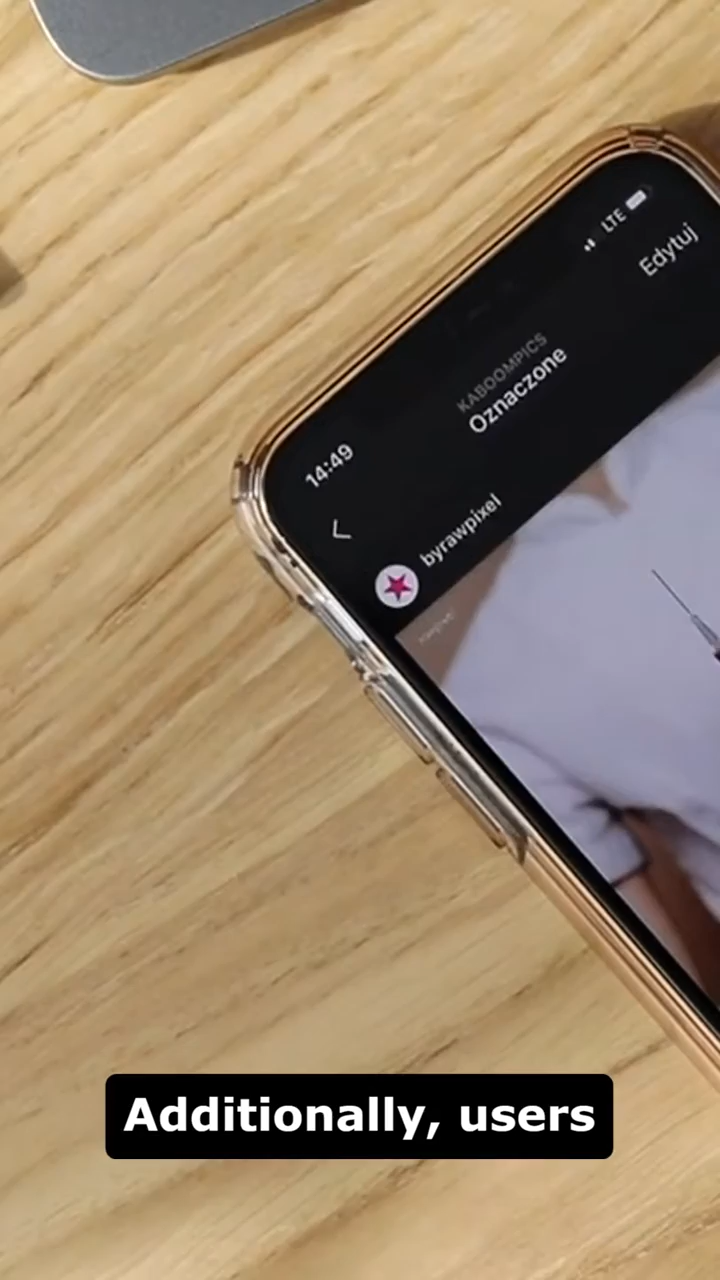 LTE
Edytuj
KABOOMPICS
Oznaczone
14:49
byrawpixel
Additionally, users